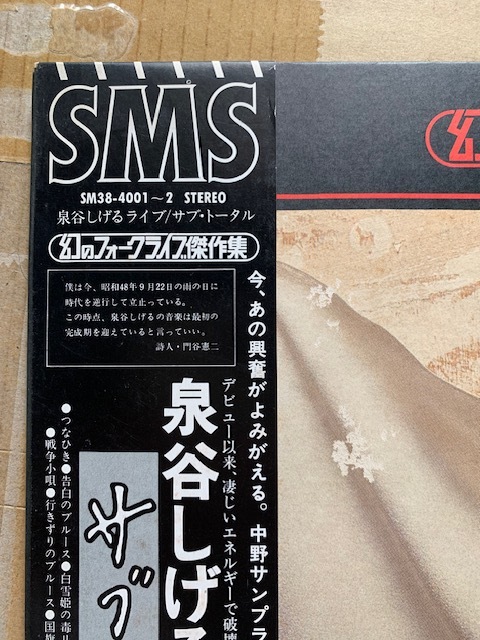 SMS
SM38-4001〜2 STEREO
泉谷しげるライブ/サブ・トータル
幻のフォークライブ傑作集
僕は今、昭和48年9月22日の雨の日に
時代を逆行して立止っている。
この時点、泉谷しげるの音楽は最初の
完成期を迎えていると言っていい。
詩人・門谷憲二
今、あの興奮がよみがえる。中野サンプラ
デビュー以来、凄じいエネルギーで破壊
泉谷しげる
サブ
●つなひき●告白のブルース●白雪姫の毒リ
●戦争小唄●行きずりのブルース●国旗
幻